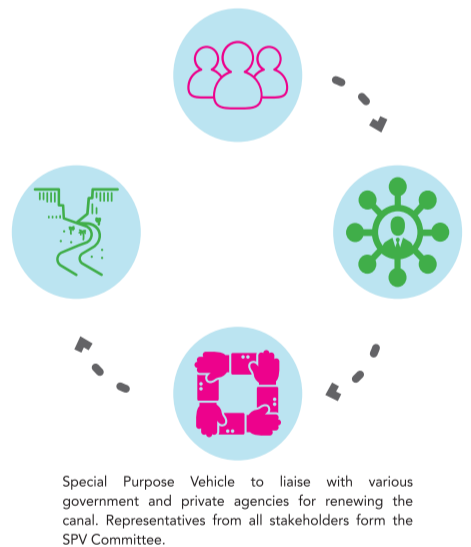 Special Purpose Vehicle to liaise with various
government and private agencies for renewing the
canal. Representatives from all stakeholders form the
SPV Committee.